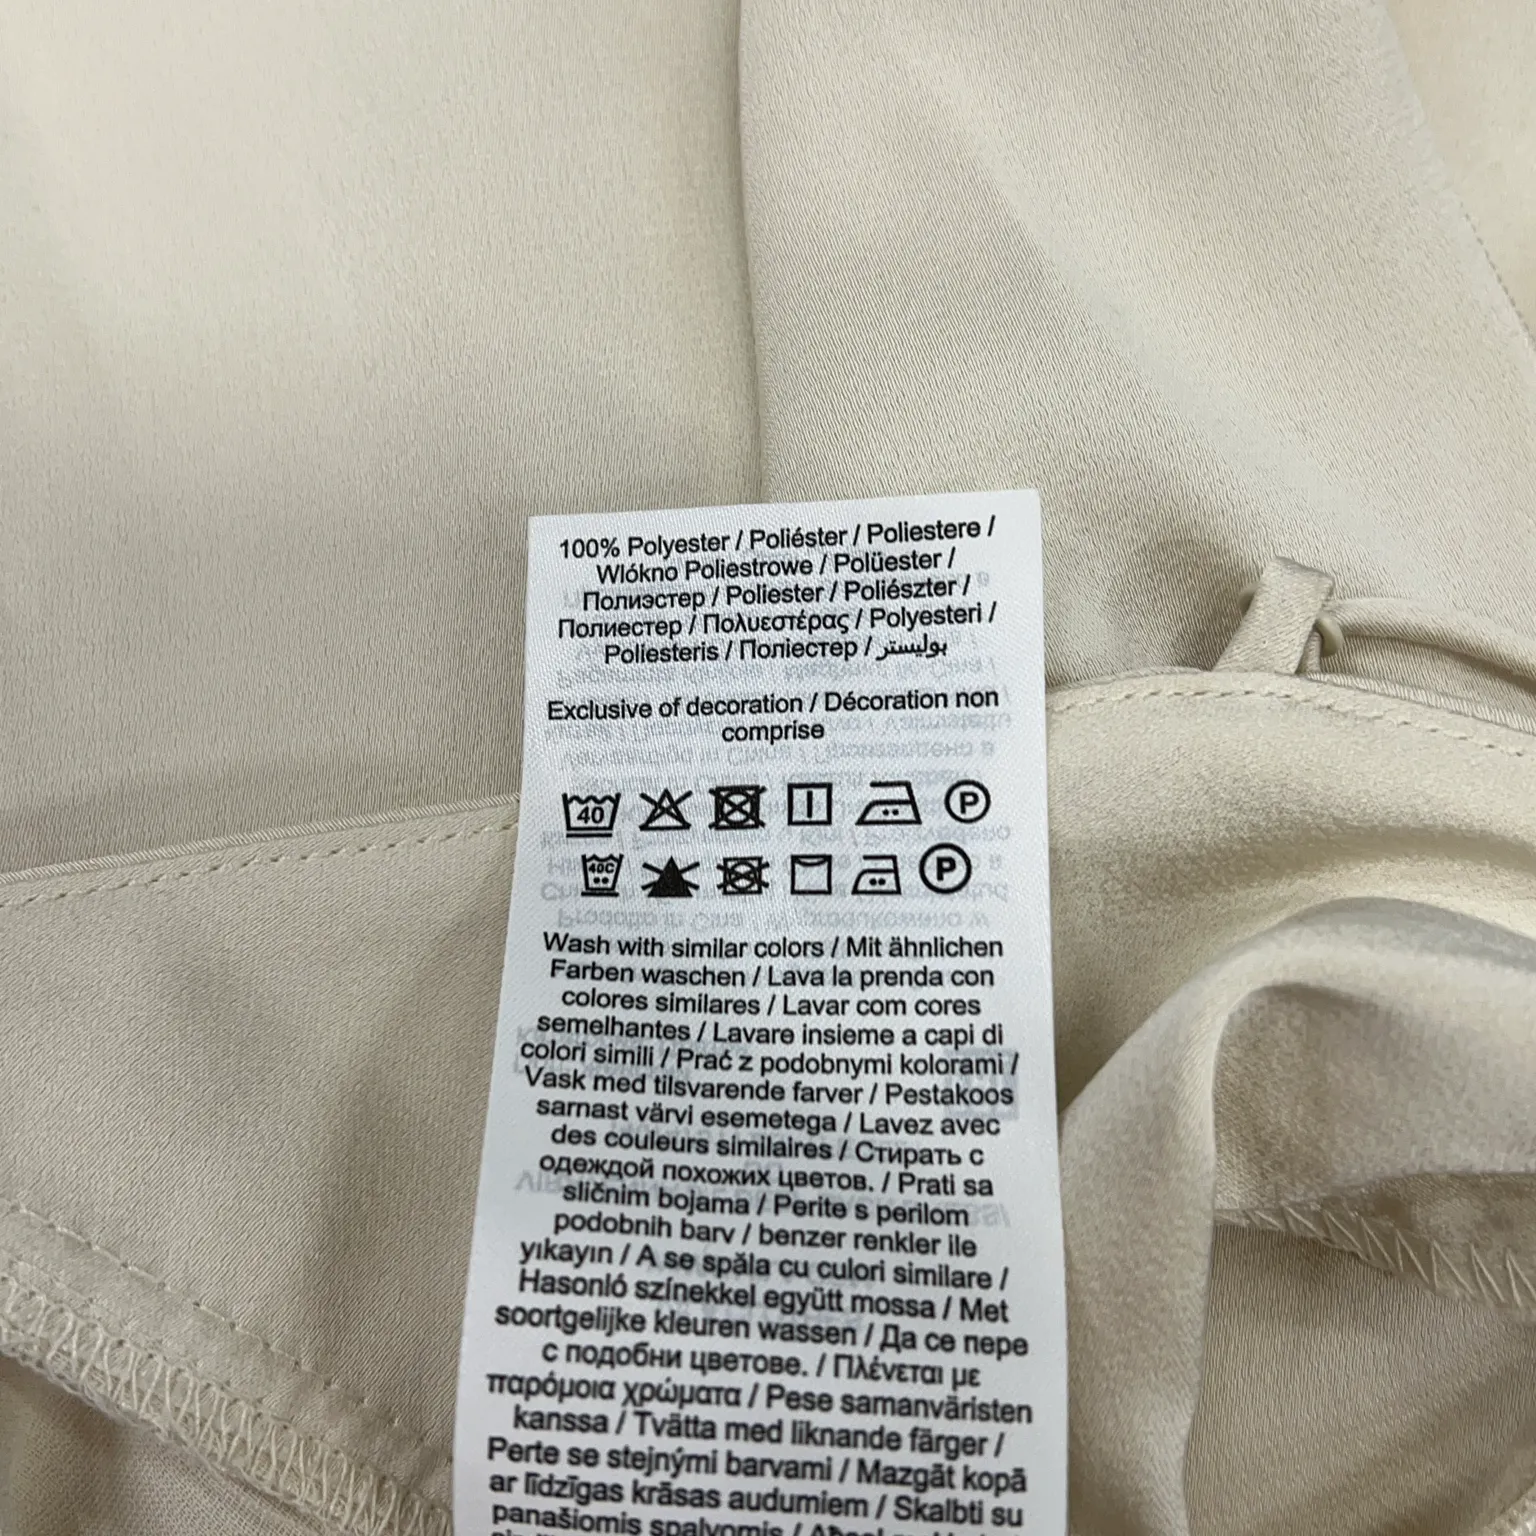 100% Polyester / Poliéster / Poliestere /
Wlókno Poliestrowe / Polüester /
Полиэстер / Poliester / Poliészter /
Полиестер / Πολυεστέρας / Polyesteri /
Poliesteris / Поліестер / بوليستر
Exclusive of decoration / Décoration non
comprise
40 P
40C P
Wash with similar colors / Mit ähnlichen
Farben waschen / Lava la prenda con
colores similares / Lavar com cores
semelhantes / Lavare insieme a capi di
colori simili / Prać z podobnymi kolorami /
Vask med tilsvarende farver / Pestakoos
sarnast värvi esemetega / Lavez avec
des couleurs similaires / Стирать с
одеждой похожих цветов. / Prati sa
sličnim bojama / Perite s perilom
podobnih barv / benzer renkler ile
yıkayın / A se spăla cu culori similare /
Hasonló színekkel együtt mossa / Met
soortgelijke kleuren wassen / Да се пере
с подобни цветове. / Πλένεται με
παρόμοια χρώματα / Pese samanväristen
kanssa / Tvätta med liknande färger /
Perte se stejnými barvami / Mazgāt kopā
ar līdzīgas krāsas audumiem / Skalbti su
panašiomis spalvomis /